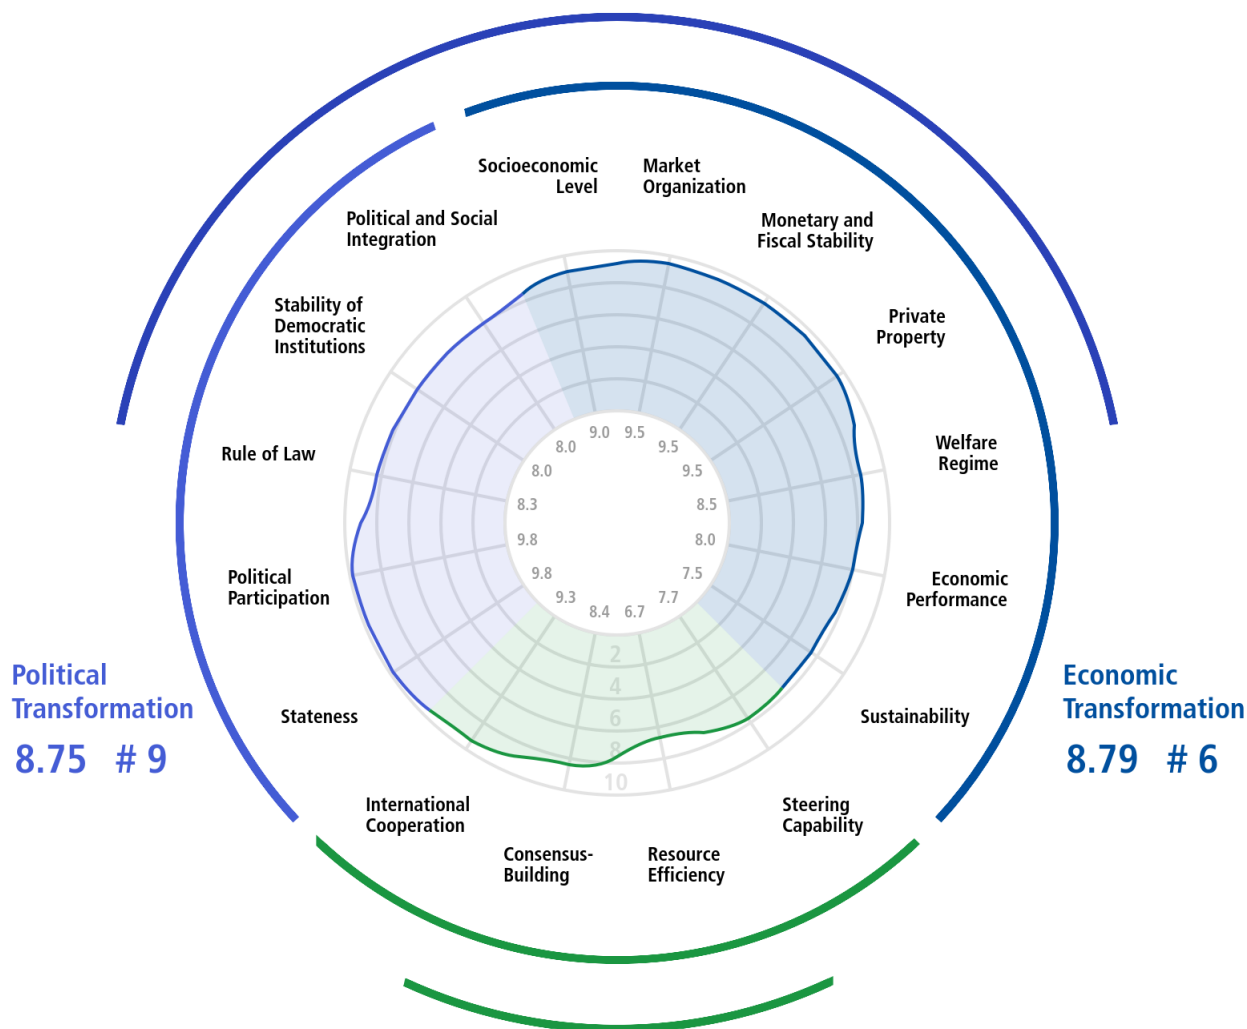 Socioeconomic
Level
Market
Organization
Political and Social
Integration
Monetary and
Fiscal Stability
Stability of
Democratic
Institutions
Private
Property
Rule of Law
Welfare
Regime
Political
Participation
Economic
Performance
Stateness
Sustainability
International
Cooperation
Steering
Capability
Consensus-
Building
Resource
Efficiency
Political
Transformation
8.75 # 9
Economic
Transformation
8.79 # 6
9.0
9.5
9.5
9.5
8.5
8.0
7.5
7.7
6.7
8.4
9.3
9.8
9.8
8.3
8.0
8.0
2
4
6
8
10